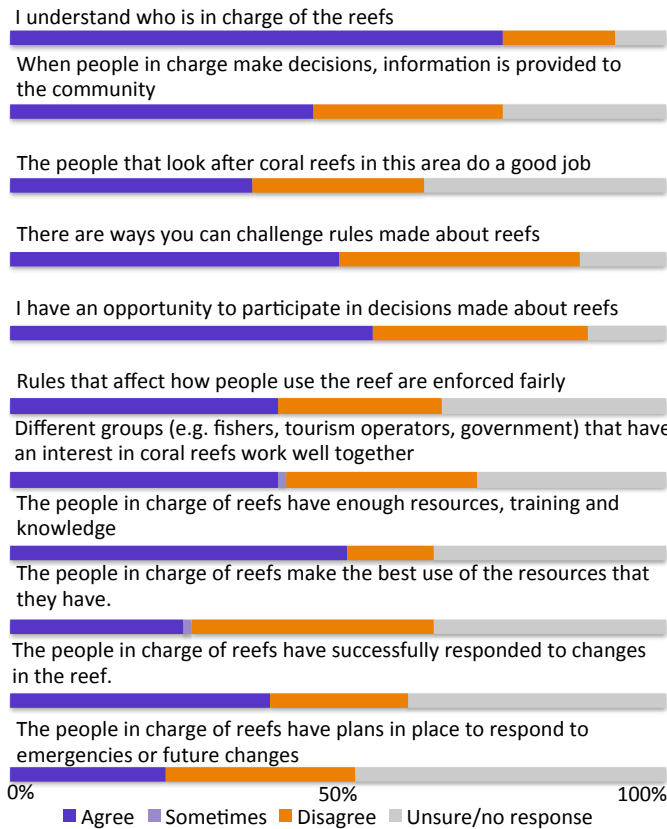 I understand who is in charge of the reefs
When people in charge make decisions, information is provided to
the community
The people that look after coral reefs in this area do a good job
There are ways you can challenge rules made about reefs
I have an opportunity to participate in decisions made about reefs
Rules that affect how people use the reef are enforced fairly
Different groups (e.g. fishers, tourism operators, government) that have
an interest in coral reefs work well together
The people in charge of reefs have enough resources, training and
knowledge
The people in charge of reefs make the best use of the resources that
they have.
The people in charge of reefs have successfully responded to changes
in the reef.
The people in charge of reefs have plans in place to respond to
emergencies or future changes
0% 50% 100%
Agree Sometimes Disagree Unsure/no response